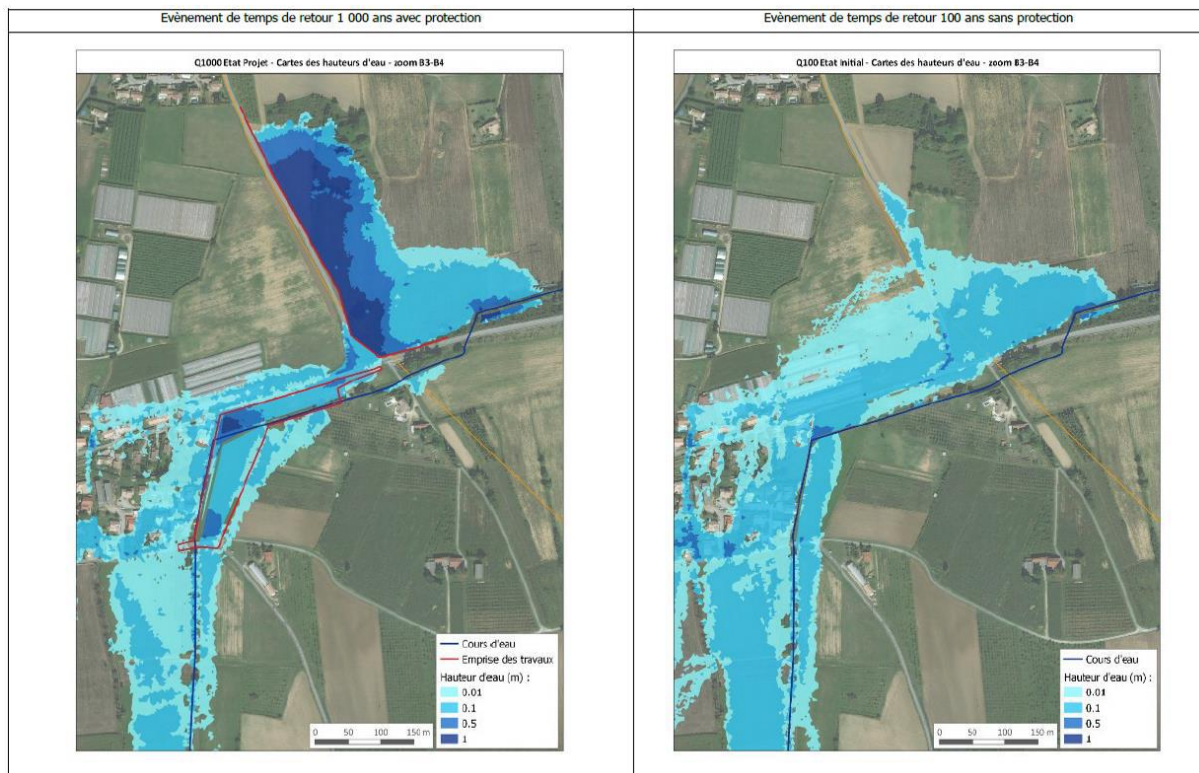 Evènement de temps de retour 1 000 ans avec protection
Evènement de temps de retour 100 ans sans protection
Q1000 Etat Projet - Cartes des hauteurs d'eau - zoom B3-B4
Cours d'eau
Emprise des travaux
Hauteur d'eau (m) :
0.01
0.1
0.5
1
0 50 100 150 m
Q100 Etat Initial - Cartes des hauteurs d'eau - zoom B3-B4
Cours d'eau
Hauteur d'eau (m) :
0.01
0.1
0.5
1
0 50 100 150 m